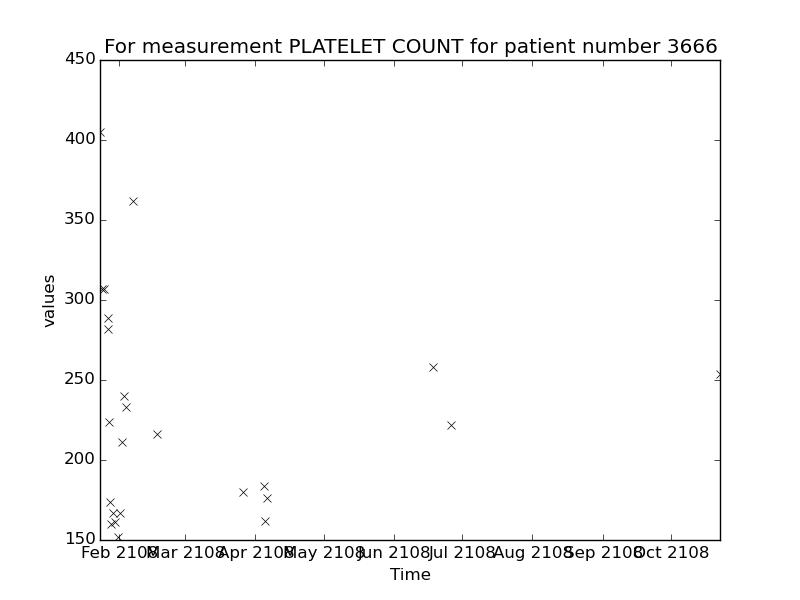 For measurement PLATELET COUNT for patient number 3666
450
400
350
300
250
200
150
values
Feb 2108 Mar 2108 Apr 2108 May 2108 Jun 2108 Jul 2108 Aug 2108 Sep 2108 Oct 2108
Time